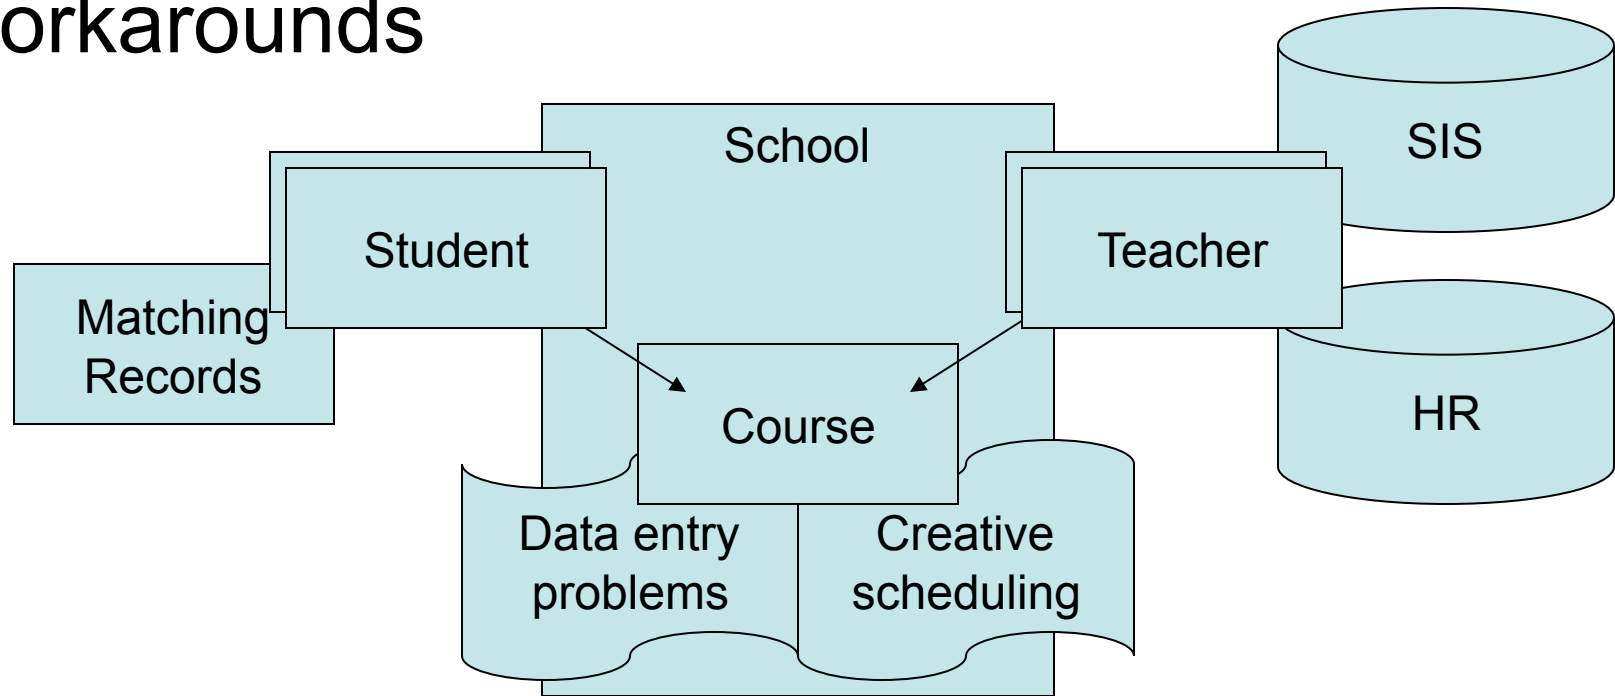 orkarounds
School
SIS
Student
Teacher
Matching
Records
HR
Course
Data entry
problems
Creative
scheduling